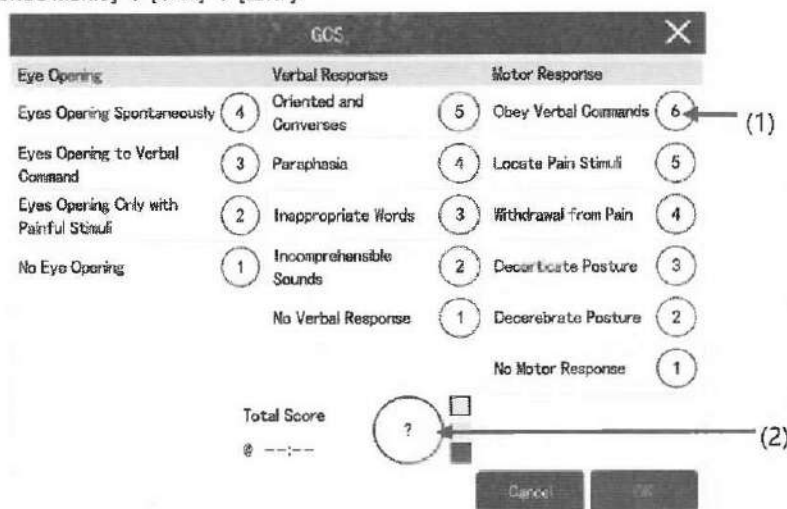 GCS
Eye Opening Verbal Response Motor Response
Eyes Opening Spontaneously 4 Oriented and Converses 5 Obey Verbal Commands 6 (1)
Eyes Opening to Verbal Command 3 Paraphasia 4 Locate Pain Stimuli 5
Eyes Opening Only with Painful Stimuli 2 Inappropriate Words 3 Withdrawal from Pain 4
No Eye Opening 1 Incomprehensible Sounds 2 Decorticate Posture 3
No Verbal Response 1 Decerebrate Posture 2
No Motor Response 1
Total Score ?
@ --:-- (2)
Cancel OK